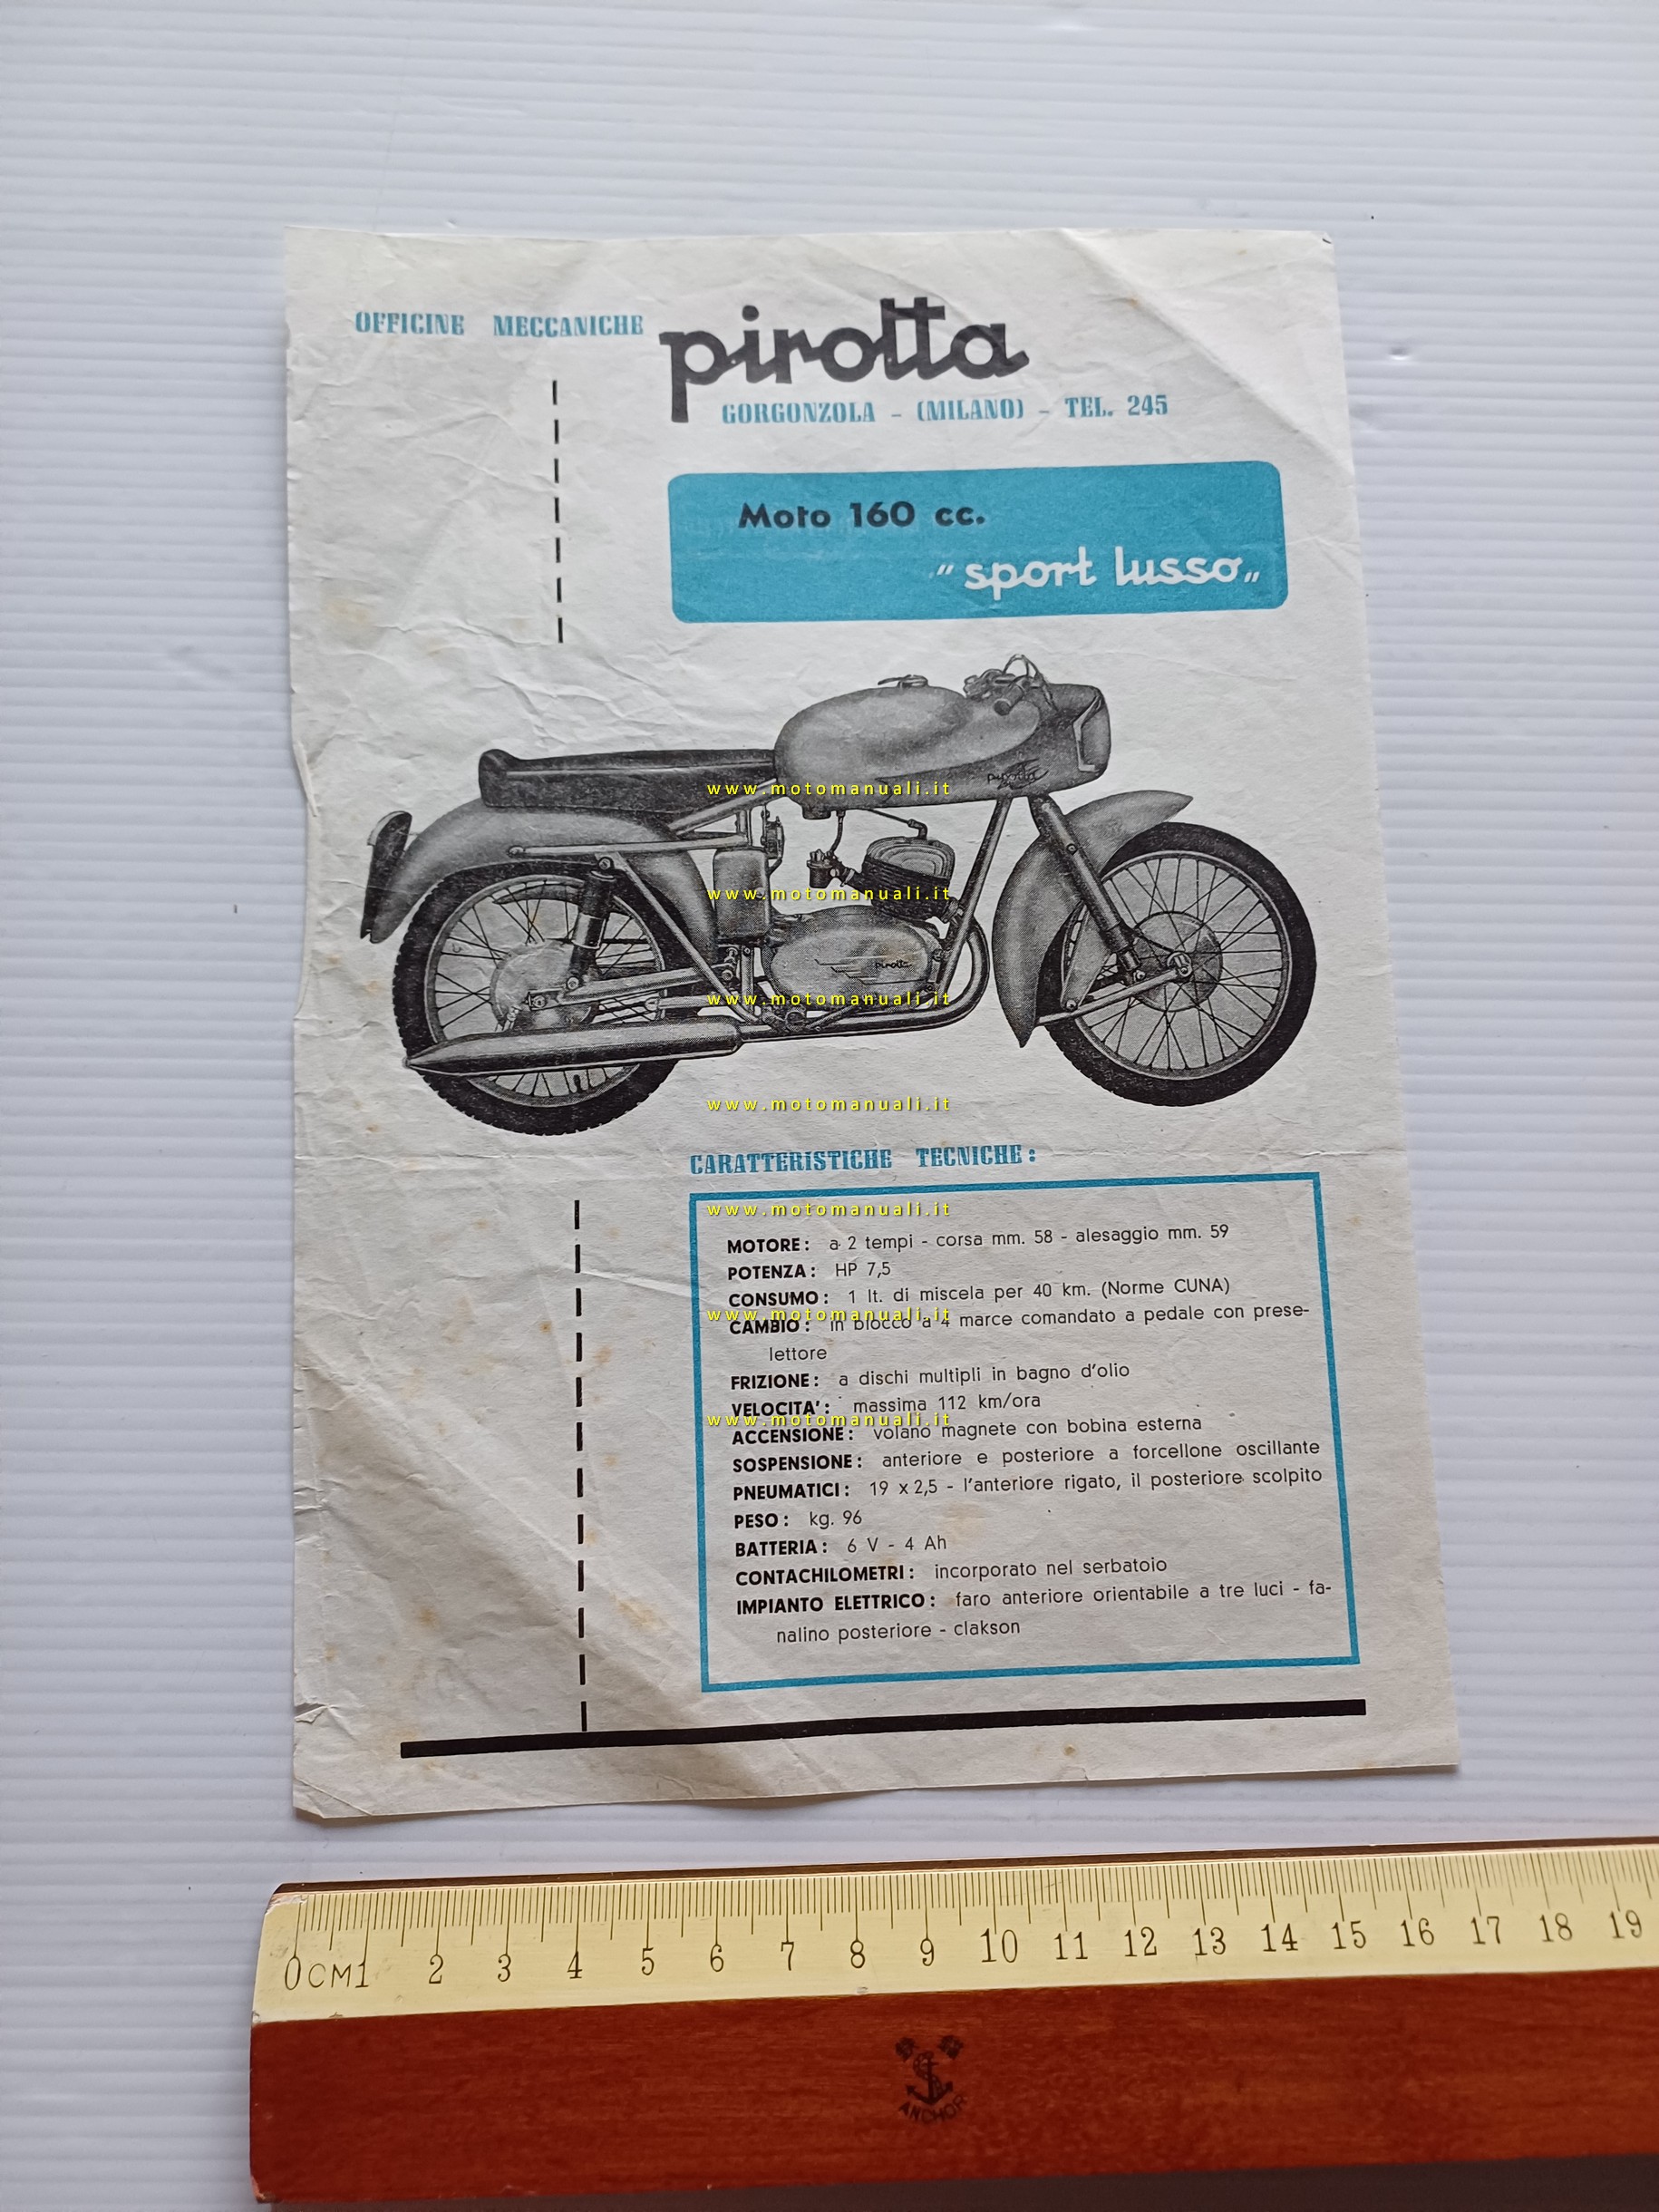 OFFICINE MECCANICHE pirotta
GORGONZOLA - (MILANO) - TEL. 245
Moto 160 cc.
"sport lusso„
pirotta
www.motomanuali.it
www.motomanuali.it
pirotta
www.motomanuali.it
www.motomanuali.it
CARATTERISTICHE TECNICHE:
www.motomanuali.it
MOTORE: a 2 tempi - corsa mm. 58 - alesaggio mm. 59
POTENZA: HP 7,5
CONSUMO: 1 lt. di miscela per 40 km. (Norme CUNA)
www.motomanuali.it
CAMBIO: in blocco a 4 marce comandato a pedale con prese-
lettore
FRIZIONE: a dischi multipli in bagno d'olio
VELOCITA': massima 112 km/ora
www.motomanuali.it
ACCENSIONE: volano magnete con bobina esterna
SOSPENSIONE: anteriore e posteriore a forcellone oscillante
PNEUMATICI: 19 x 2,5 - l'anteriore rigato, il posteriore scolpito
PESO: kg. 96
BATTERIA: 6 V - 4 Ah
CONTACHILOMETRI: incorporato nel serbatoio
IMPIANTO ELETTRICO: faro anteriore orientabile a tre luci - fa-
nalino posteriore - clakson
0 CM 1 2 3 4 5 6 7 8 9 10 11 12 13 14 15 16 17 18 19
ANCHOR